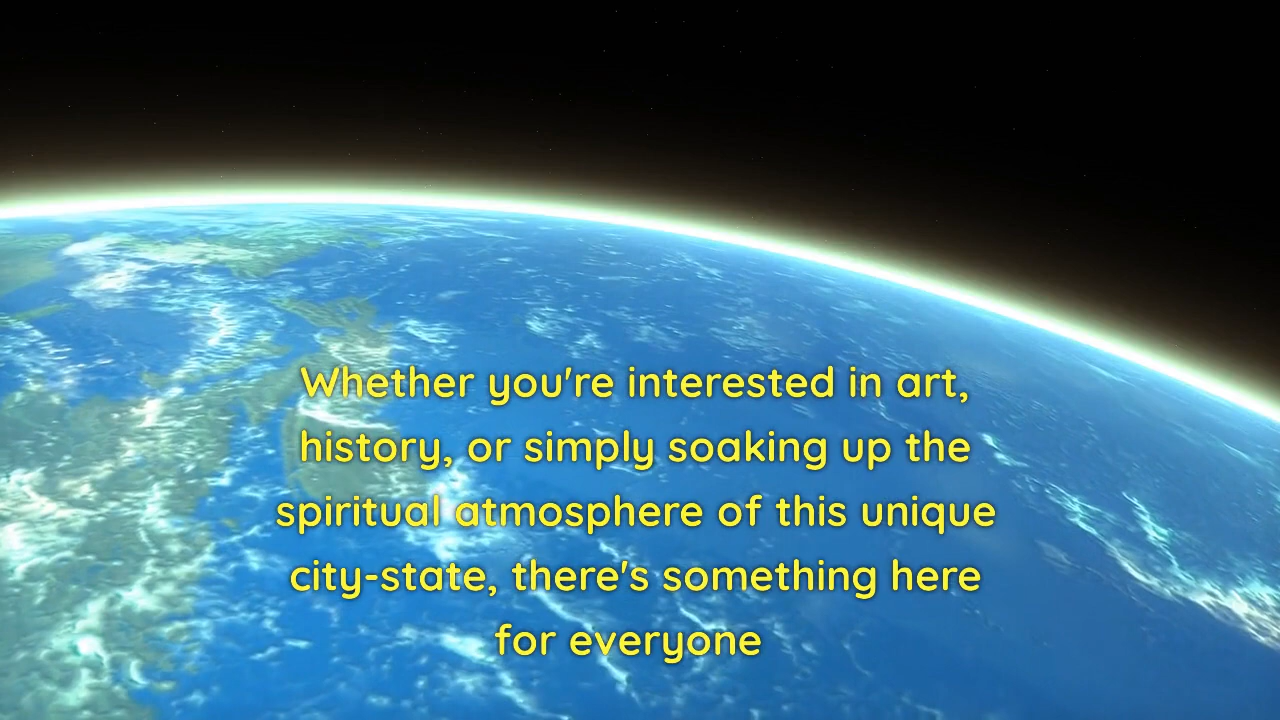 Whether you're interested in art,
history, or simply soaking up the
spiritual atmosphere of this unique
city-state, there's something here
for everyone